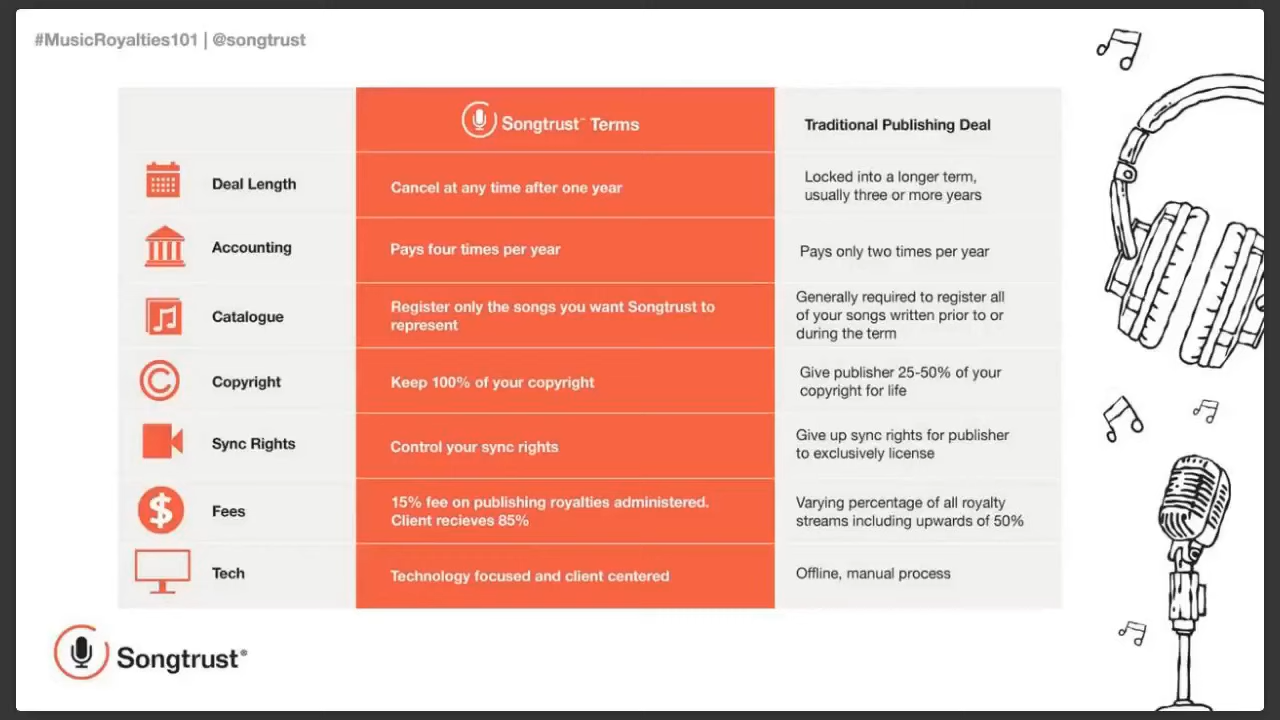 #MusicRoyalties101 | @songtrust
Songtrust™ Terms
Traditional Publishing Deal
Deal Length
Cancel at any time after one year
Locked into a longer term,
usually three or more years
Accounting
Pays four times per year
Pays only two times per year
Catalogue
Register only the songs you want Songtrust to
represent
Generally required to register all
of your songs written prior to or
during the term
Copyright
Keep 100% of your copyright
Give publisher 25-50% of your
copyright for life
Sync Rights
Control your sync rights
Give up sync rights for publisher
to exclusively license
Fees
15% fee on publishing royalties administered.
Client recieves 85%
Varying percentage of all royalty
streams including upwards of 50%
Tech
Technology focused and client centered
Offline, manual process
Songtrust®